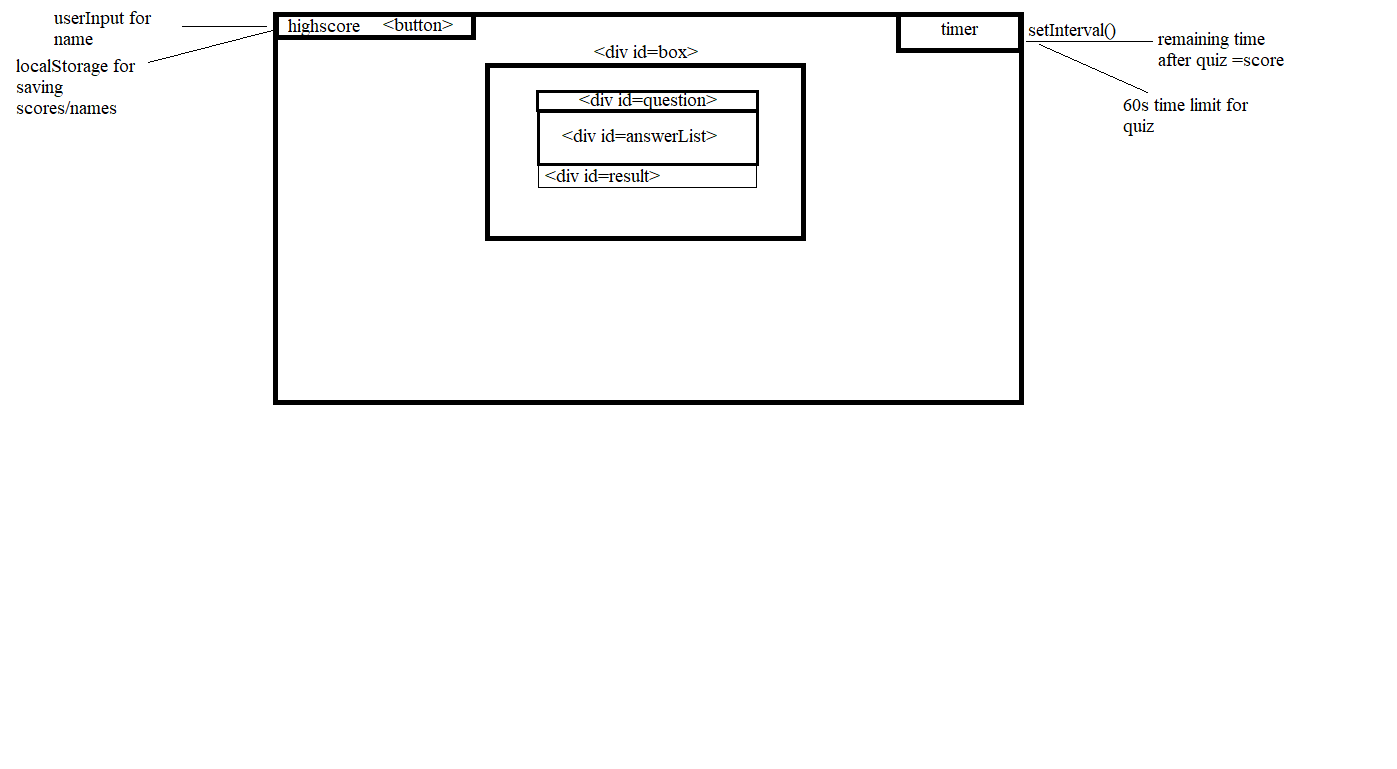 userInput for
name
localStorage for
saving
scores/names
highscore <button>
timer
setInterval()
remaining time
after quiz =score
60s time limit for
quiz
<div id=box>
<div id=question>
<div id=answerList>
<div id=result>